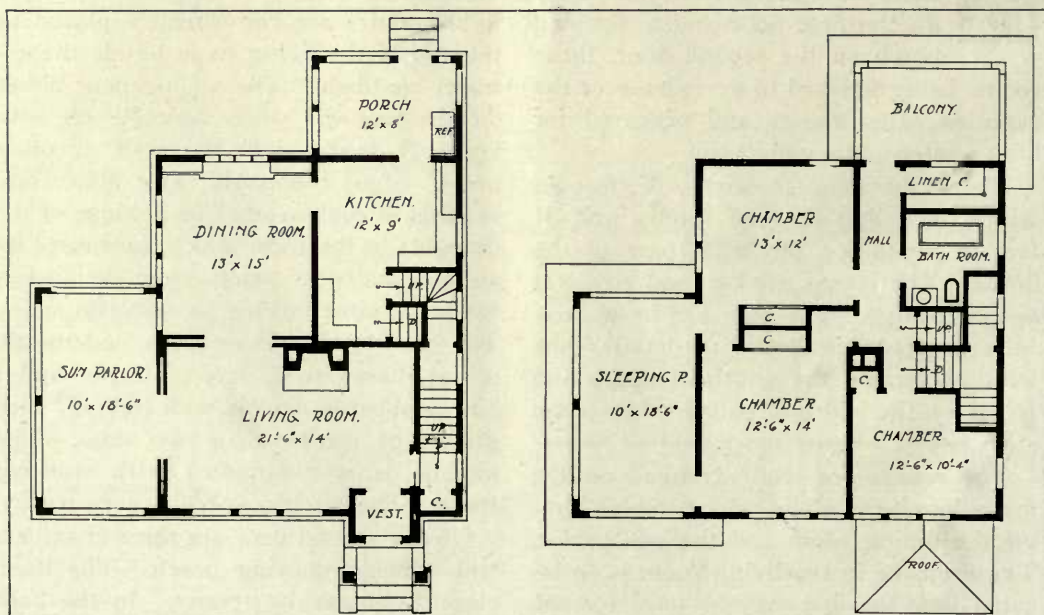 PORCH
12' x 8'
REF.
KITCHEN.
12' x 9'
DINING ROOM.
13' x 15'
UP
D
SUN PARLOR.
10' x 18'-6"
LIVING ROOM.
21'-6" x 14'
UP
C.
VEST.
BALCONY.
LINEN C.
CHAMBER
13' x 12'
HALL
BATH ROOM.
UP
D
C.
C.
C.
SLEEPING P.
10' x 18'-6"
CHAMBER
12'-6" x 14'
CHAMBER
12'-6" x 10'-4"
ROOF.